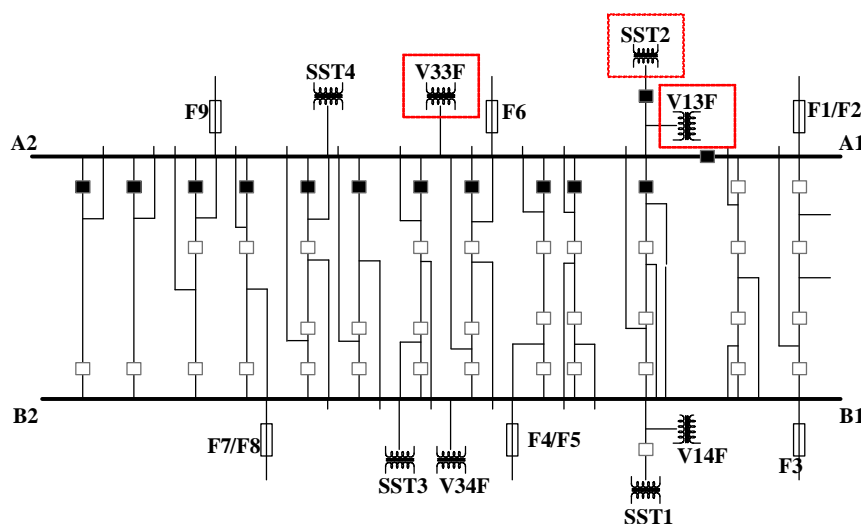 SST2
SST4
V33F
V13F
F9
F6
F1/F2
A2
A1
B2
B1
F7/F8
F4/F5
V14F
F3
SST3
V34F
SST1